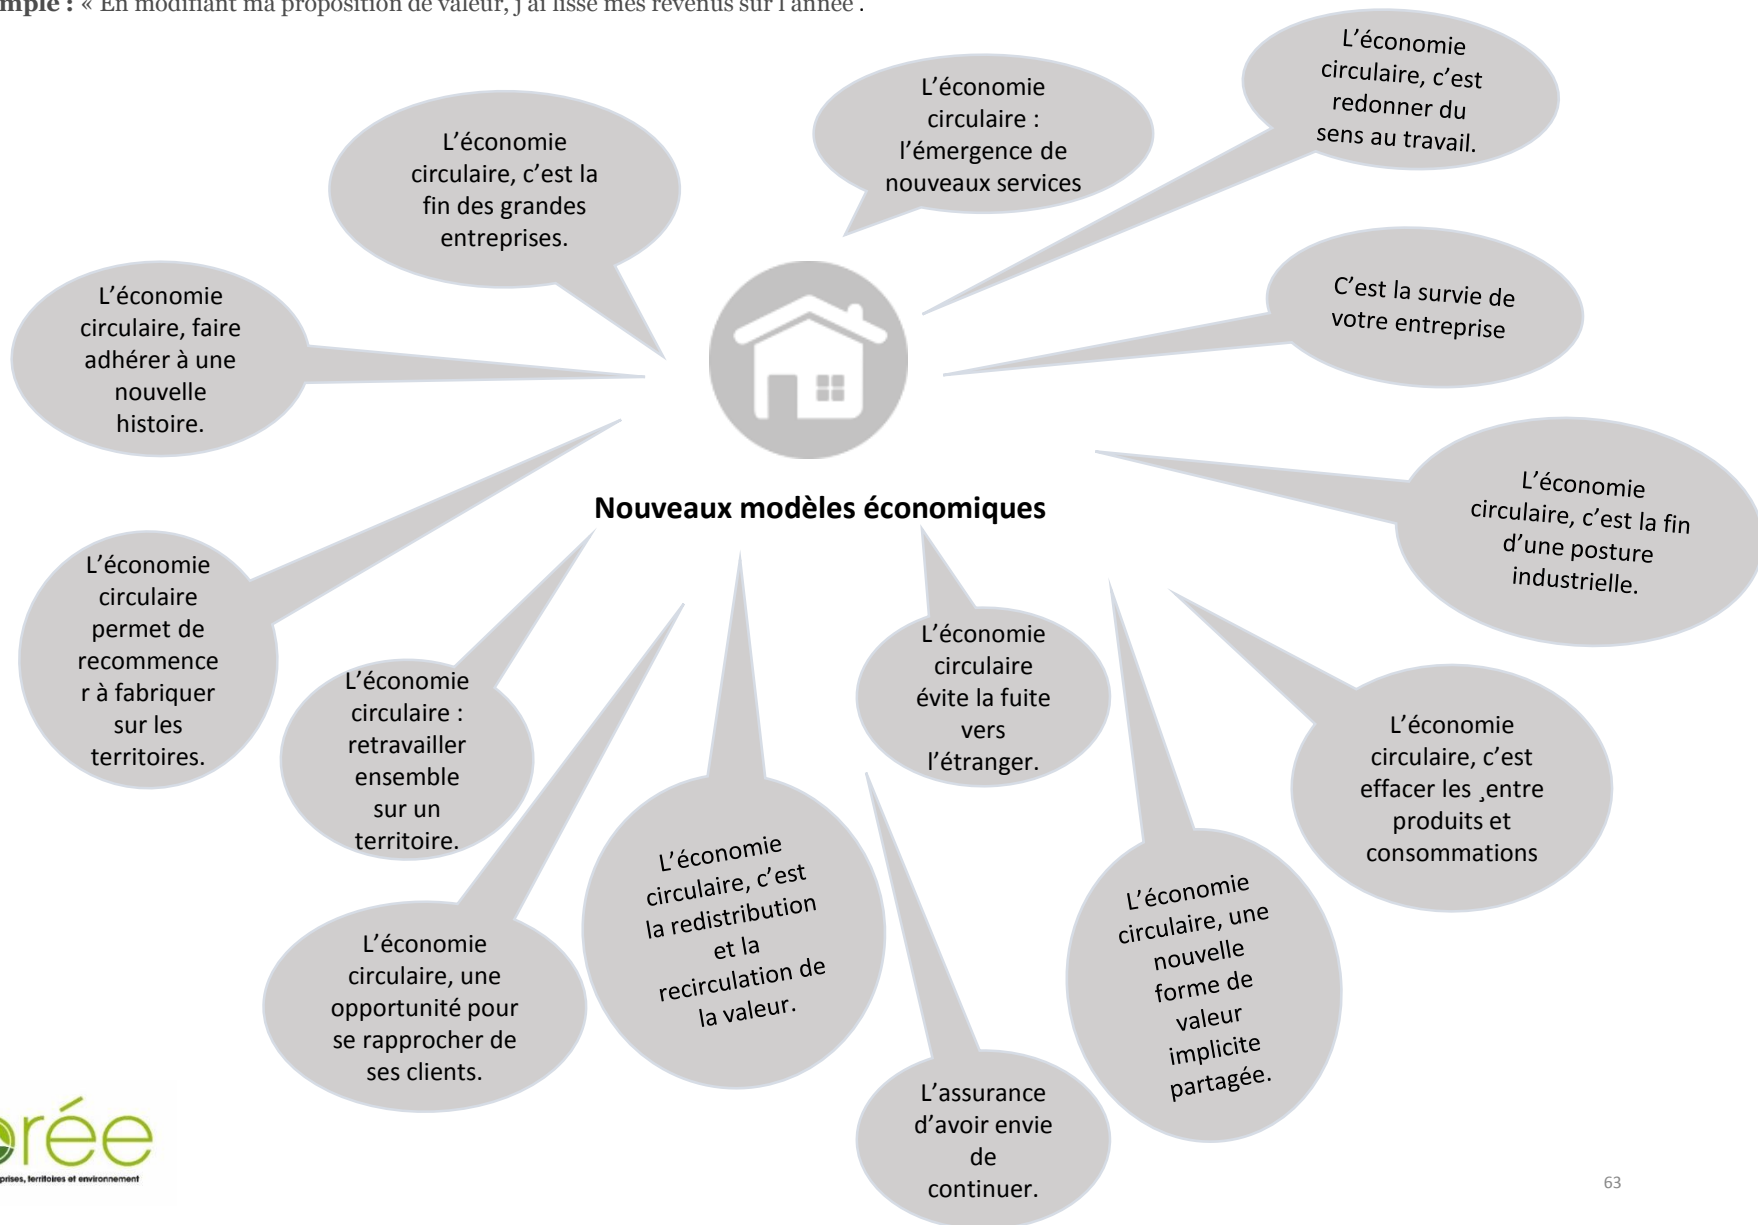 mple : « En modifiant ma proposition de valeur, j'ai lissé mes revenus sur l'année .
L'économie
circulaire, c'est
redonner du
sens au travail.
L'économie
circulaire :
l'émergence de
nouveaux services
L'économie
circulaire, c'est la
fin des grandes
entreprises.
C'est la survie de
votre entreprise
L'économie
circulaire, faire
adhérer à une
nouvelle
histoire.
Nouveaux modèles économiques
L'économie
circulaire, c'est la fin
d'une posture
industrielle.
L'économie
circulaire
permet de
recommence
r à fabriquer
sur les
territoires.
L'économie
circulaire :
retravailler
ensemble
sur un
territoire.
L'économie
circulaire
évite la fuite
vers
l'étranger.
L'économie
circulaire, c'est
effacer les ¸entre
produits et
consommations
L'économie
circulaire, c'est
la redistribution
et la
recirculation de
la valeur.
L'économie
circulaire, une
nouvelle
forme de
valeur
implicite
partagée.
L'économie
circulaire, une
opportunité pour
se rapprocher de
ses clients.
L'assurance
d'avoir envie
de
continuer.
orée
prises, territoires et environnement
63